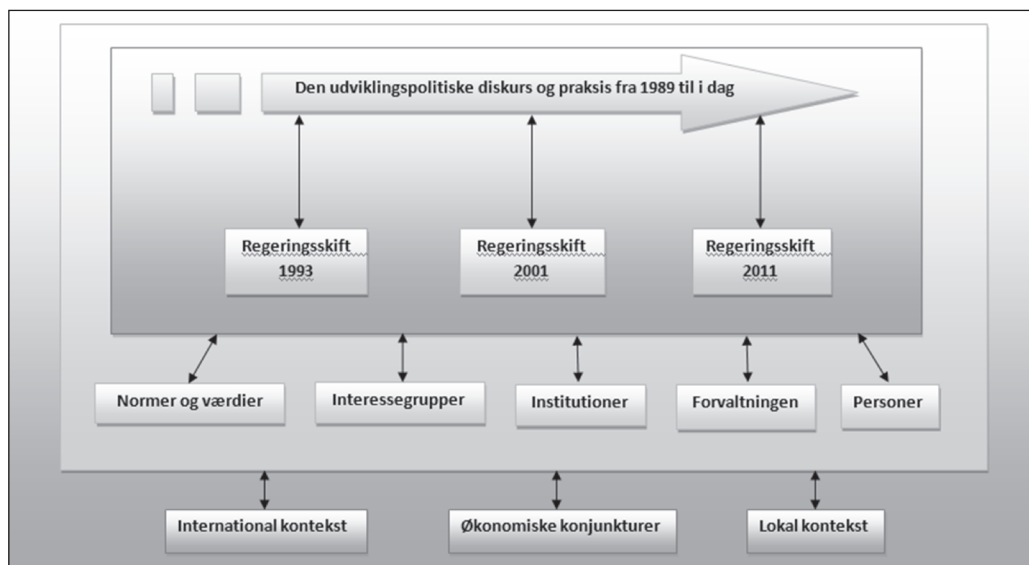 Den udviklingspolitiske diskurs og praksis fra 1989 til i dag
Regeringsskift
1993
Regeringsskift
2001
Regeringsskift
2011
Normer og værdier
Interessegrupper
Institutioner
Forvaltningen
Personer
International kontekst
Økonomiske konjunkturer
Lokal kontekst